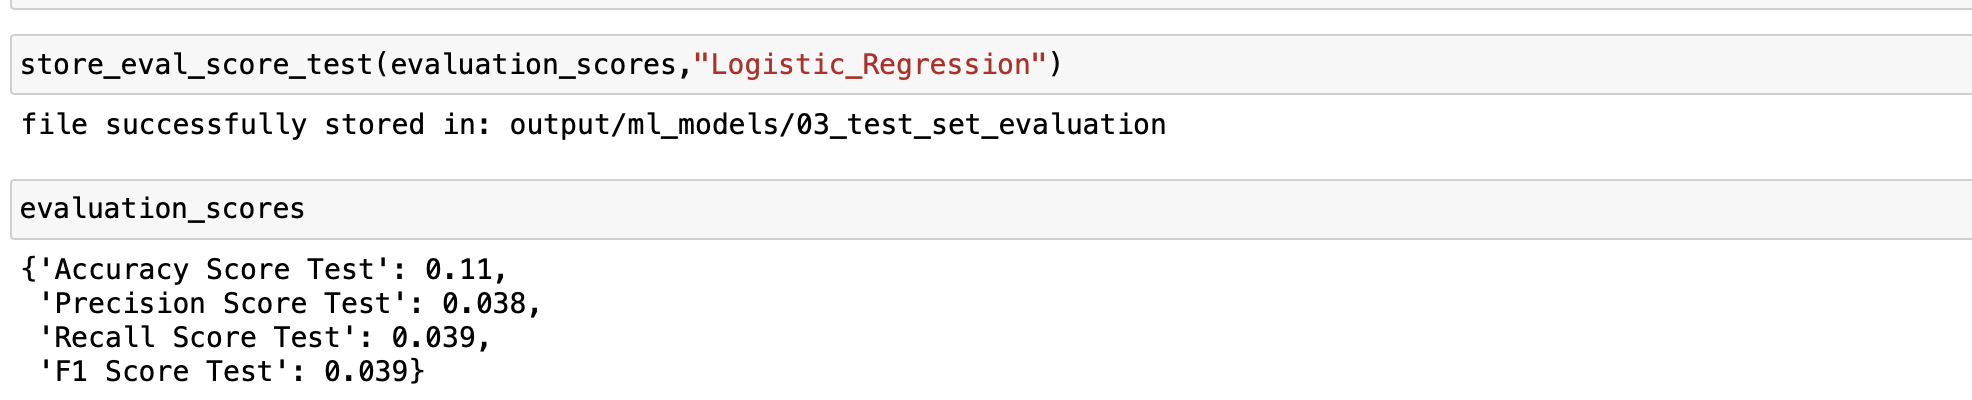 store_eval_score_test(evaluation_scores,"Logistic_Regression")
file successfully stored in: output/ml_models/03_test_set_evaluation
evaluation_scores
{'Accuracy Score Test': 0.11,
 'Precision Score Test': 0.038,
 'Recall Score Test': 0.039,
 'F1 Score Test': 0.039}